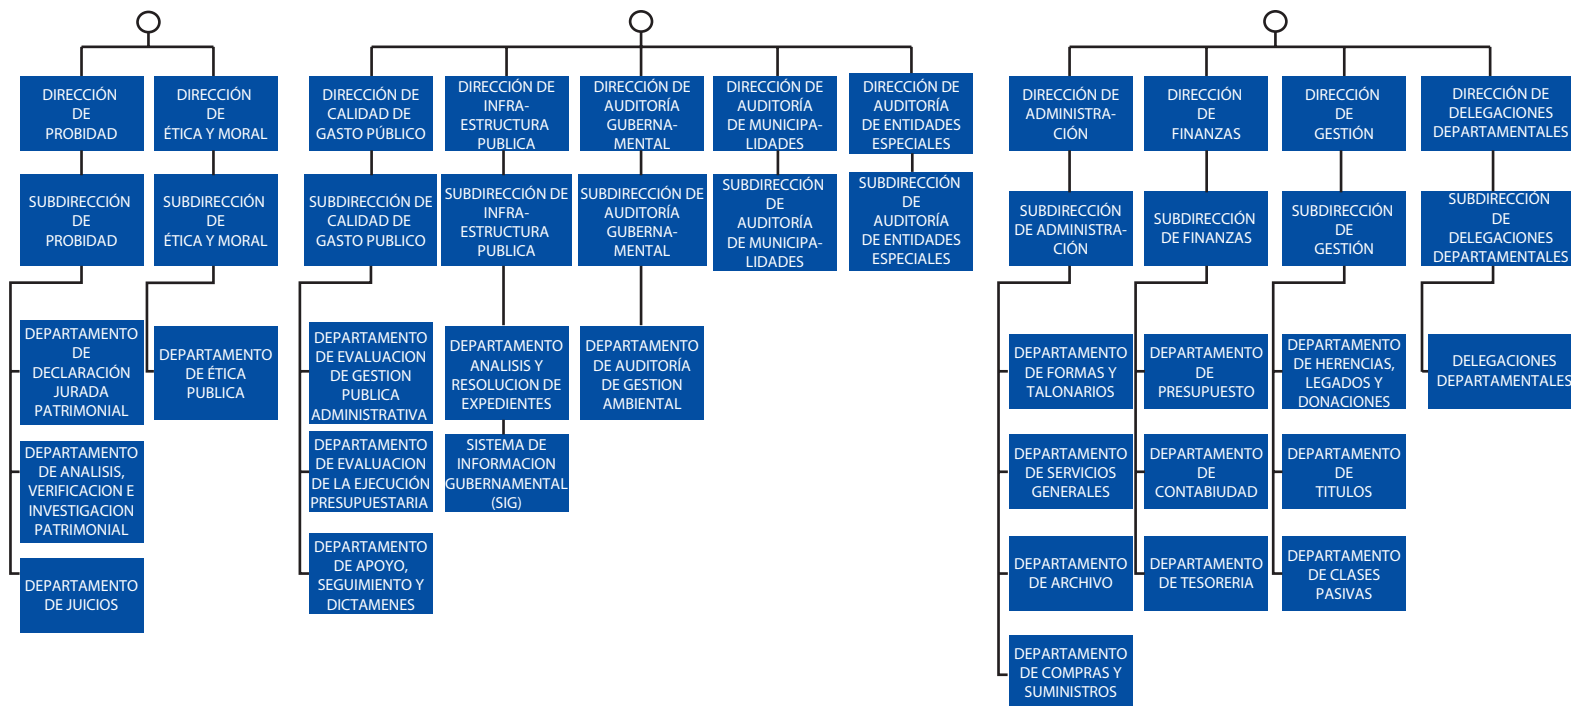 DIRECCIÓN
DE
PROBIDAD
DIRECCIÓN
DE
ÉTICA Y MORAL
DIRECCIÓN DE
CALIDAD DE
GASTO PÚBLICO
DIRECCIÓN DE
INFRA-
ESTRUCTURA
PUBLICA
DIRECCIÓN DE
AUDITORÍA
GUBERNA-
MENTAL
DIRECCIÓN DE
AUDITORÍA
DE MUNICIPA-
LIDADES
DIRECCIÓN DE
AUDITORÍA
DE ENTIDADES
ESPECIALES
DIRECCIÓN DE
ADMINISTRA-
CIÓN
DIRECCIÓN
DE
FINANZAS
DIRECCIÓN
DE
GESTIÓN
DIRECCIÓN DE
DELEGACIONES
DEPARTAMENTALES
SUBDIRECCIÓN
DE
PROBIDAD
SUBDIRECCIÓN
DE
ÉTICA Y MORAL
SUBDIRECCIÓN DE
CALIDAD DE
GASTO PUBLICO
SUBDIRECCIÓN DE
INFRA-
ESTRUCTURA
PUBLICA
SUBDIRECCIÓN DE
AUDITORÍA
GUBERNA-
MENTAL
SUBDIRECCIÓN
DE
AUDITORÍA
DE MUNICIPA-
LIDADES
SUBDIRECCIÓN
DE
AUDITORÍA
DE ENTIDADES
ESPECIALES
SUBDIRECCIÓN
DE ADMINISTRA-
CIÓN
SUBDIRECCIÓN
DE FINANZAS
SUBDIRECCIÓN
DE
GESTIÓN
SUBDIRECCIÓN
DE
DELEGACIONES
DEPARTAMENTALES
DEPARTAMENTO
DE
DECLARACIÓN
JURADA
PATRIMONIAL
DEPARTAMENTO
DE ÉTICA
PUBLICA
DEPARTAMENTO
DE EVALUACION
DE GESTION
PUBLICA
ADMINISTRATIVA
DEPARTAMENTO
ANALISIS Y
RESOLUCION DE
EXPEDIENTES
DEPARTAMENTO
DE AUDITORÍA
DE GESTION
AMBIENTAL
DEPARTAMENTO
DE FORMAS Y
TALONARIOS
DEPARTAMENTO
DE
PRESUPUESTO
DEPARTAMENTO
DE HERENCIAS,
LEGADOS Y
DONACIONES
DELEGACIONES
DEPARTAMENTALES
DEPARTAMENTO
DE ANALISIS,
VERIFICACION E
INVESTIGACION
PATRIMONIAL
DEPARTAMENTO
DE EVALUACION
DE LA EJECUCIÓN
PRESUPUESTARIA
SISTEMA DE
INFORMACION
GUBERNAMENTAL
(SIG)
DEPARTAMENTO
DE SERVICIOS
GENERALES
DEPARTAMENTO
DE
CONTABIUDAD
DEPARTAMENTO
DE
TITULOS
DEPARTAMENTO
DE JUICIOS
DEPARTAMENTO
DE APOYO,
SEGUIMIENTO Y
DICTAMENES
DEPARTAMENTO
DE ARCHIVO
DEPARTAMENTO
DE TESORERIA
DEPARTAMENTO
DE CLASES
PASIVAS
DEPARTAMENTO
DE COMPRAS Y
SUMINISTROS